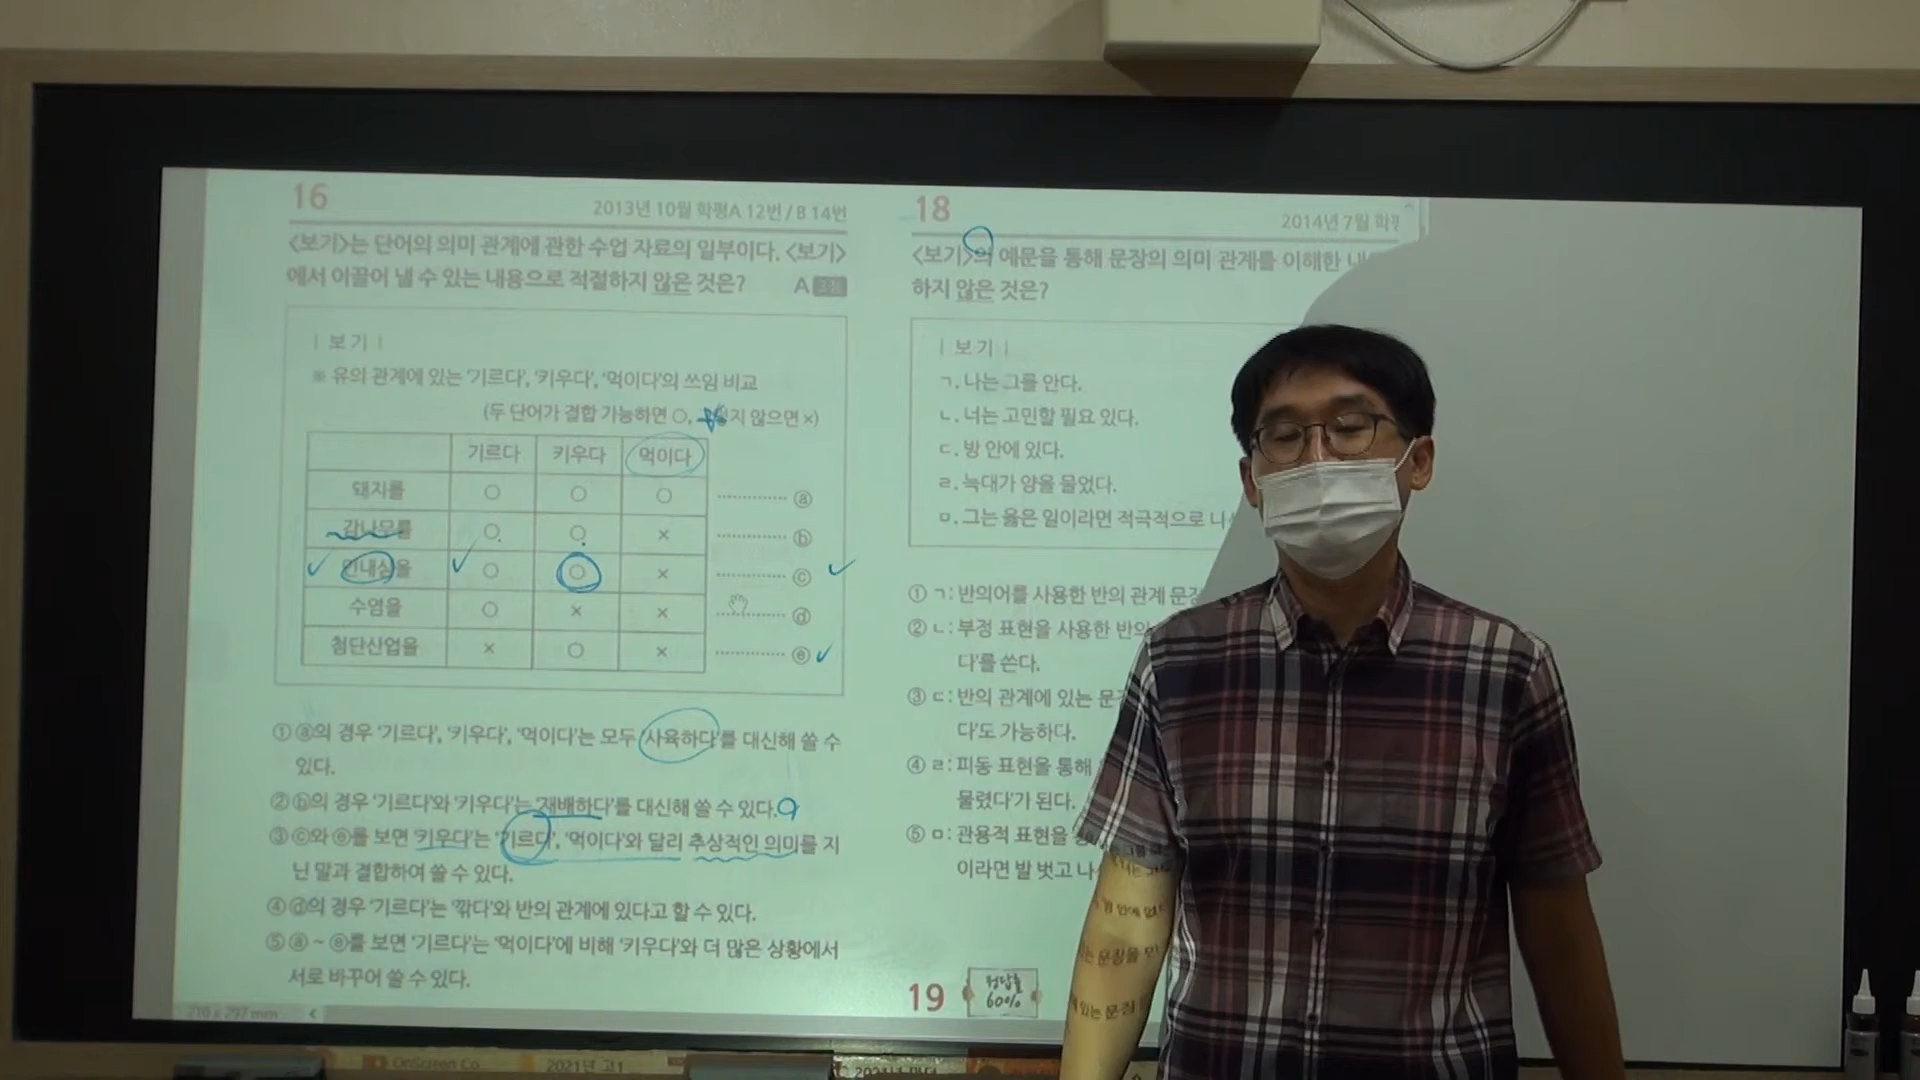 16
2013년 10월 학평A 12번 / B 14번
<보기>는 단어의 의미 관계에 관한 수업 자료의 일부이다. <보기>
에서 이끌어 낼 수 있는 내용으로 적절하지 않은 것은? A 3점
| 보 기 |
※ 유의 관계에 있는 '기르다', '키우다', '먹이다'의 쓰임 비교
(두 단어가 결합 가능하면 ○, 지 않으면 ×)
기르다 키우다 먹이다
돼지를 ○ ○ ○ ⓐ
감나무를 ○ ○ × ⓑ
인내심을 ○ ○ × ⓒ
수염을 ○ × × ⓓ
첨단산업을 × ○ × ⓔ
① ⓐ의 경우 '기르다', '키우다', '먹이다'는 모두 '사육하다'를 대신해 쓸 수
있다.
② ⓑ의 경우 '기르다'와 '키우다'는 '재배하다'를 대신해 쓸 수 있다.
③ ⓒ와 ⓔ를 보면 '키우다'는 '기르다', '먹이다'와 달리 추상적인 의미를 지
닌 말과 결합하여 쓸 수 있다.
④ ⓓ의 경우 '기르다'는 '깎다'와 반의 관계에 있다고 할 수 있다.
⑤ ⓐ ~ ⓔ를 보면 '기르다'는 '먹이다'에 비해 '키우다'와 더 많은 상황에서
서로 바꾸어 쓸 수 있다.
210 x 297 mm
18
2014년 7월 학평
<보기>의 예문을 통해 문장의 의미 관계를 이해한
하지 않은 것은?
| 보 기 |
ㄱ. 나는 그를 안다.
ㄴ. 너는 고민할 필요 있다.
ㄷ. 방 안에 있다.
ㄹ. 늑대가 양을 물었다.
ㅁ. 그는 옳은 일이라면 적극적으로
① ㄱ: 반의어를 사용한 반의 관계
② ㄴ: 부정 표현을 사용한 반의
다'를 쓴다.
③ ㄷ: 반의 관계에 있는
다'도 가능하다.
④ ㄹ: 피동 표현을 통해
물렸다'가 된다.
⑤ ㅁ: 관용적 표현을
이라면 발 벗고
19
정답률
60%
OnScreen Co
2021년 고1